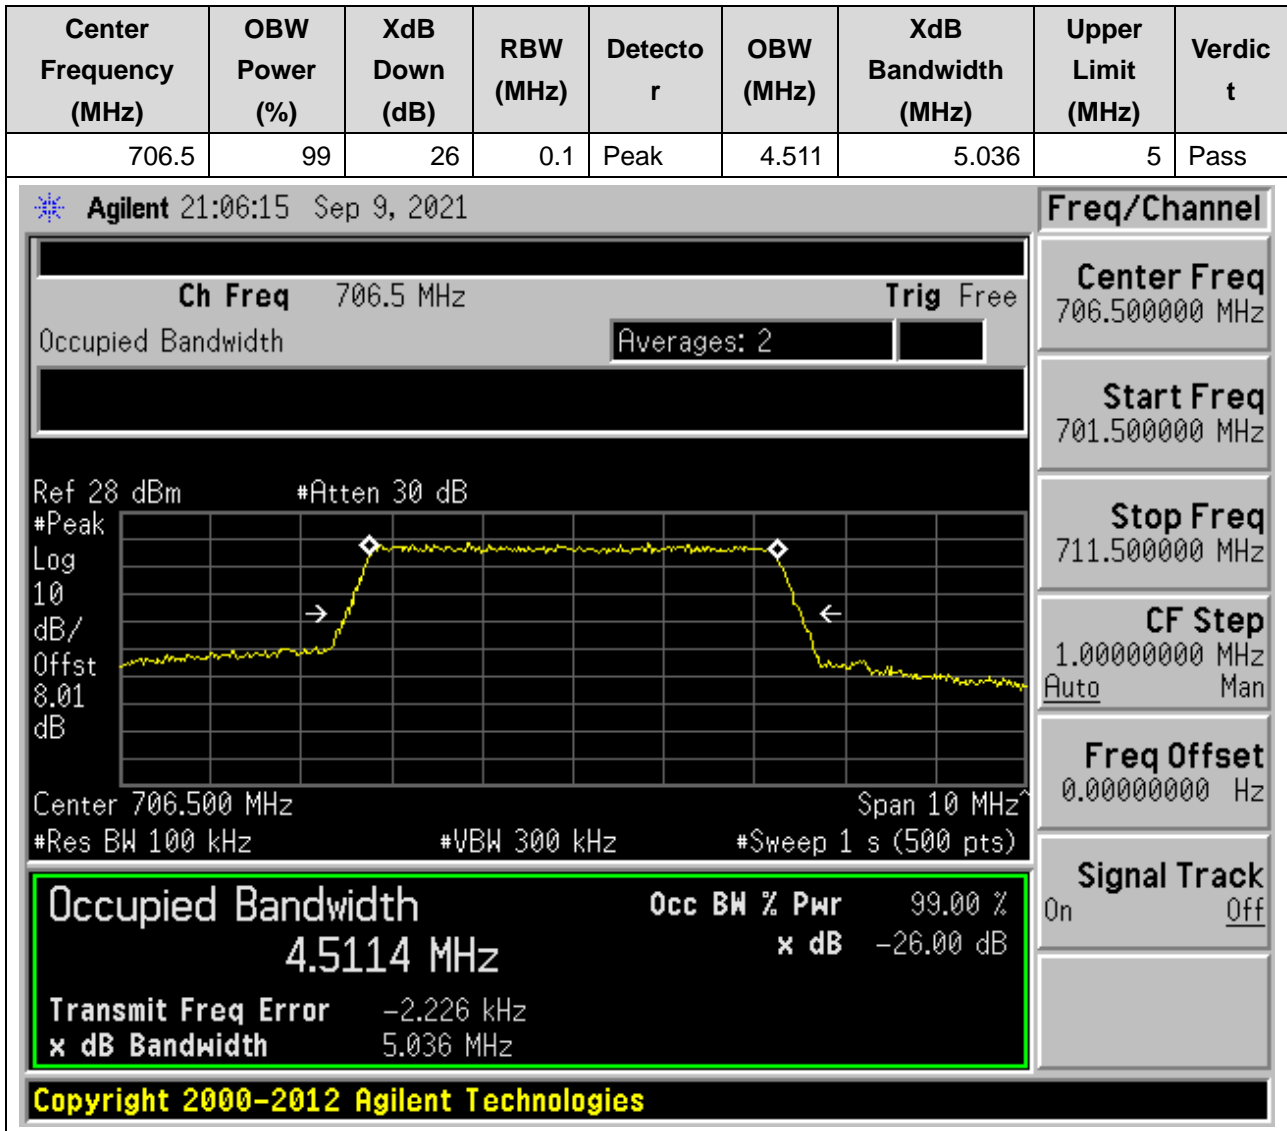 Center Frequency (MHz) OBW Power (%) XdB Down (dB) RBW (MHz) Detector OBW (MHz) XdB Bandwidth (MHz) Upper Limit (MHz) Verdict
706.5 99 26 0.1 Peak 4.511 5.036 5 Pass
Agilent 21:06:15 Sep 9, 2021
Freq/Channel
Ch Freq 706.5 MHz Trig Free
Occupied Bandwidth Averages: 2
Center Freq
706.500000 MHz
Start Freq
701.500000 MHz
Stop Freq
711.500000 MHz
CF Step
1.00000000 MHz
Auto Man
Freq Offset
0.00000000 Hz
Signal Track
On Off
Ref 28 dBm #Atten 30 dB
#Peak
Log
10
dB/
Offst
8.01
dB
Center 706.500 MHz Span 10 MHz^
#Res BW 100 kHz #VBW 300 kHz #Sweep 1 s (500 pts)
Occupied Bandwidth Occ BW % Pwr 99.00 %
4.5114 MHz x dB -26.00 dB
Transmit Freq Error -2.226 kHz
x dB Bandwidth 5.036 MHz
Copyright 2000-2012 Agilent Technologies